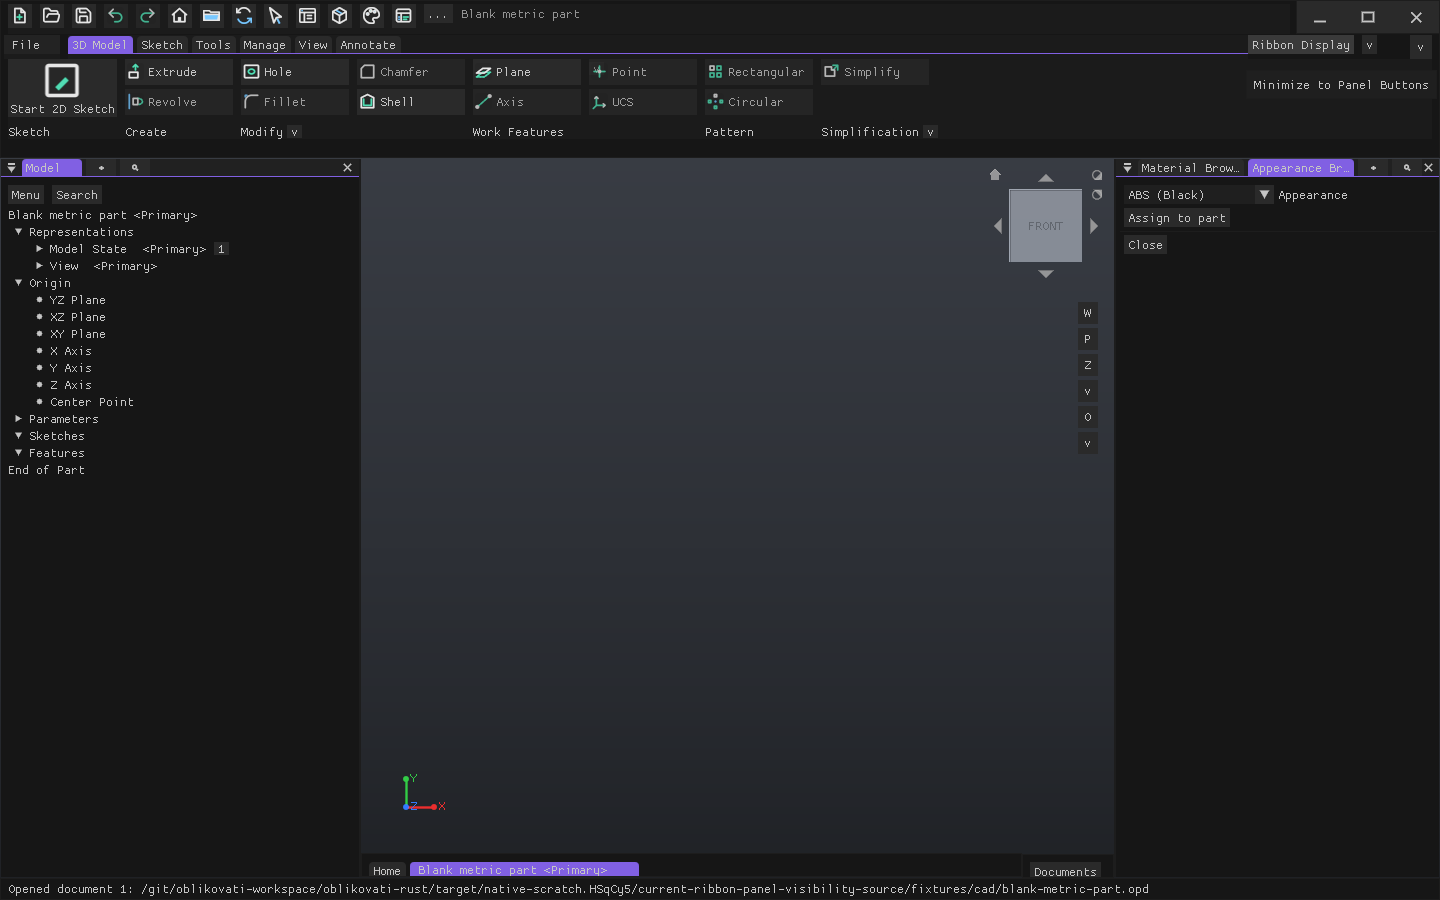 ... Blank metric part
File 3D Model Sketch Tools Manage View Annotate Ribbon Display v v
Extrude Hole Chamfer Plane Point Rectangular Simplify
Minimize to Panel Buttons
Start 2D Sketch Revolve Fillet Shell Axis UCS Circular
Sketch Create Modify v Work Features Pattern Simplification v
Model
Menu Search
Blank metric part <Primary>
Representations
Model State <Primary> 1
View <Primary>
Origin
YZ Plane
XZ Plane
XY Plane
X Axis
Y Axis
Z Axis
Center Point
Parameters
Sketches
Features
End of Part
FRONT
W
P
Z
v
O
v
Y
Z X
Material Brow… Appearance Br…
ABS (Black) Appearance
Assign to part
Close
Home Blank metric part <Primary> Documents
Opened document 1: /git/oblikovati-workspace/oblikovati-rust/target/native-scratch.HSqCy5/current-ribbon-panel-visibility-source/fixtures/cad/blank-metric-part.opd